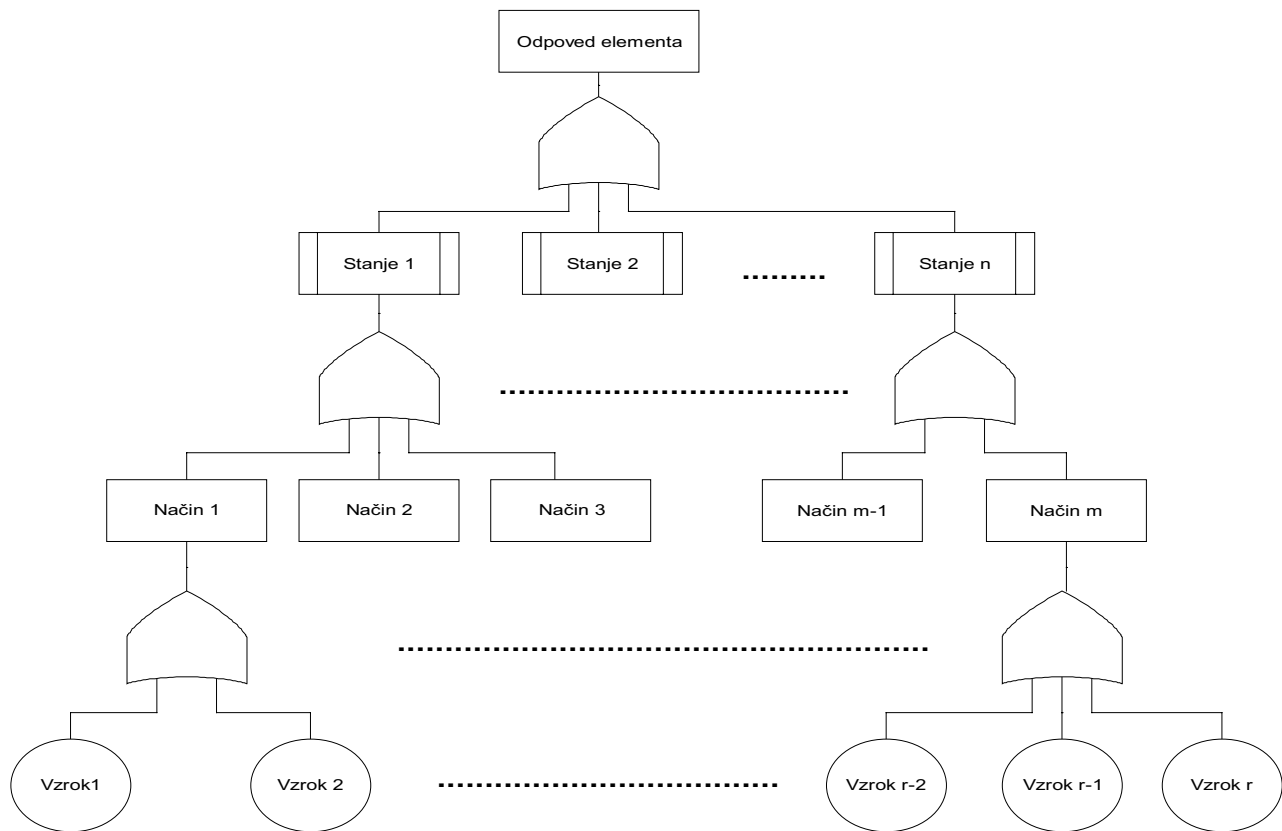 Odpoved elementa
Stanje 1
Stanje 2
Stanje n
Način 1
Način 2
Način 3
Način m-1
Način m
Vzrok1
Vzrok 2
Vzrok r-2
Vzrok r-1
Vzrok r